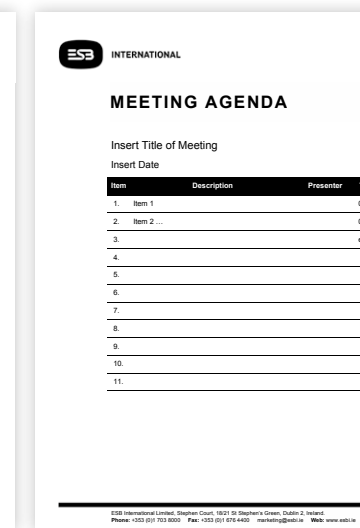 ESB INTERNATIONAL
MEETING AGENDA
Insert Title of Meeting
Insert Date
Item Description Presenter
1. Item 1
2. Item 2 ...
3.
4.
5.
6.
7.
8.
9.
10.
11.
ESB International Limited, Stephen Court, 18/21 St Stephen's Green, Dublin 2, Ireland.
Phone: +353 (0)1 703 8000 Fax: +353 (0)1 676 4400 marketing@esbi.ie Web: www.esbi.ie